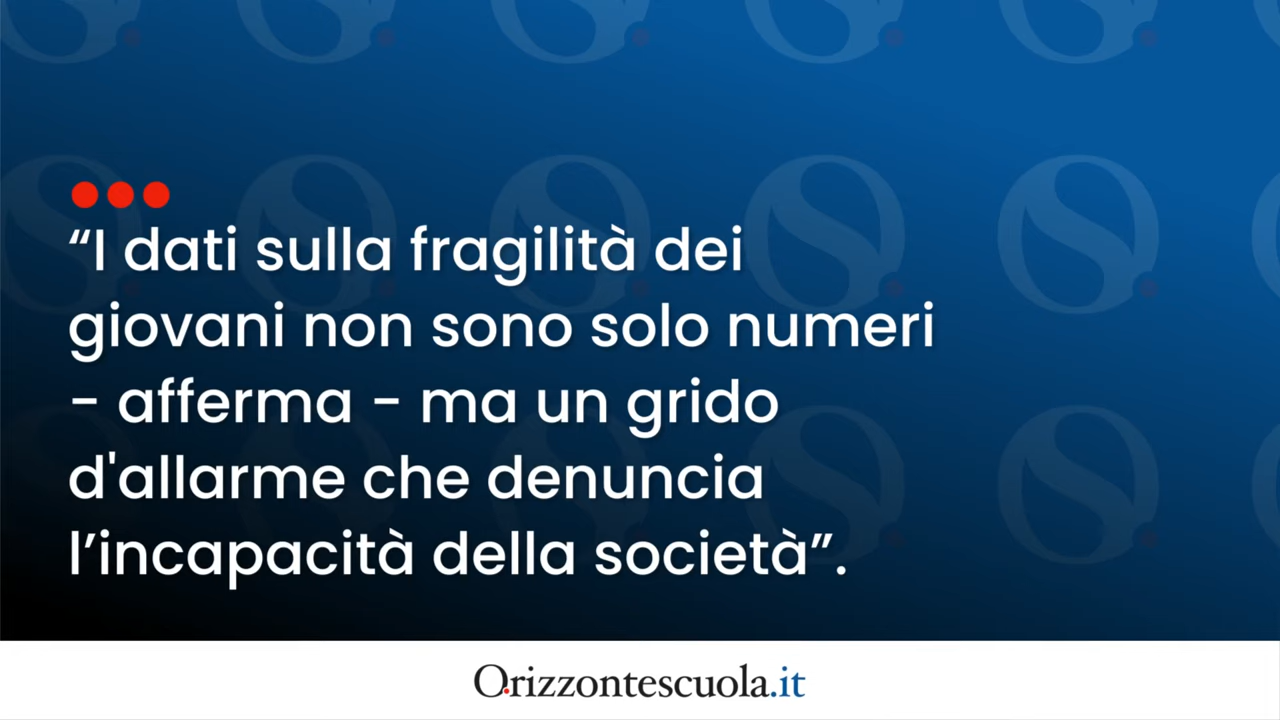 “I dati sulla fragilità dei
giovani non sono solo numeri
- afferma - ma un grido
d'allarme che denuncia
l’incapacità della società”.
Orizzontescuola.it